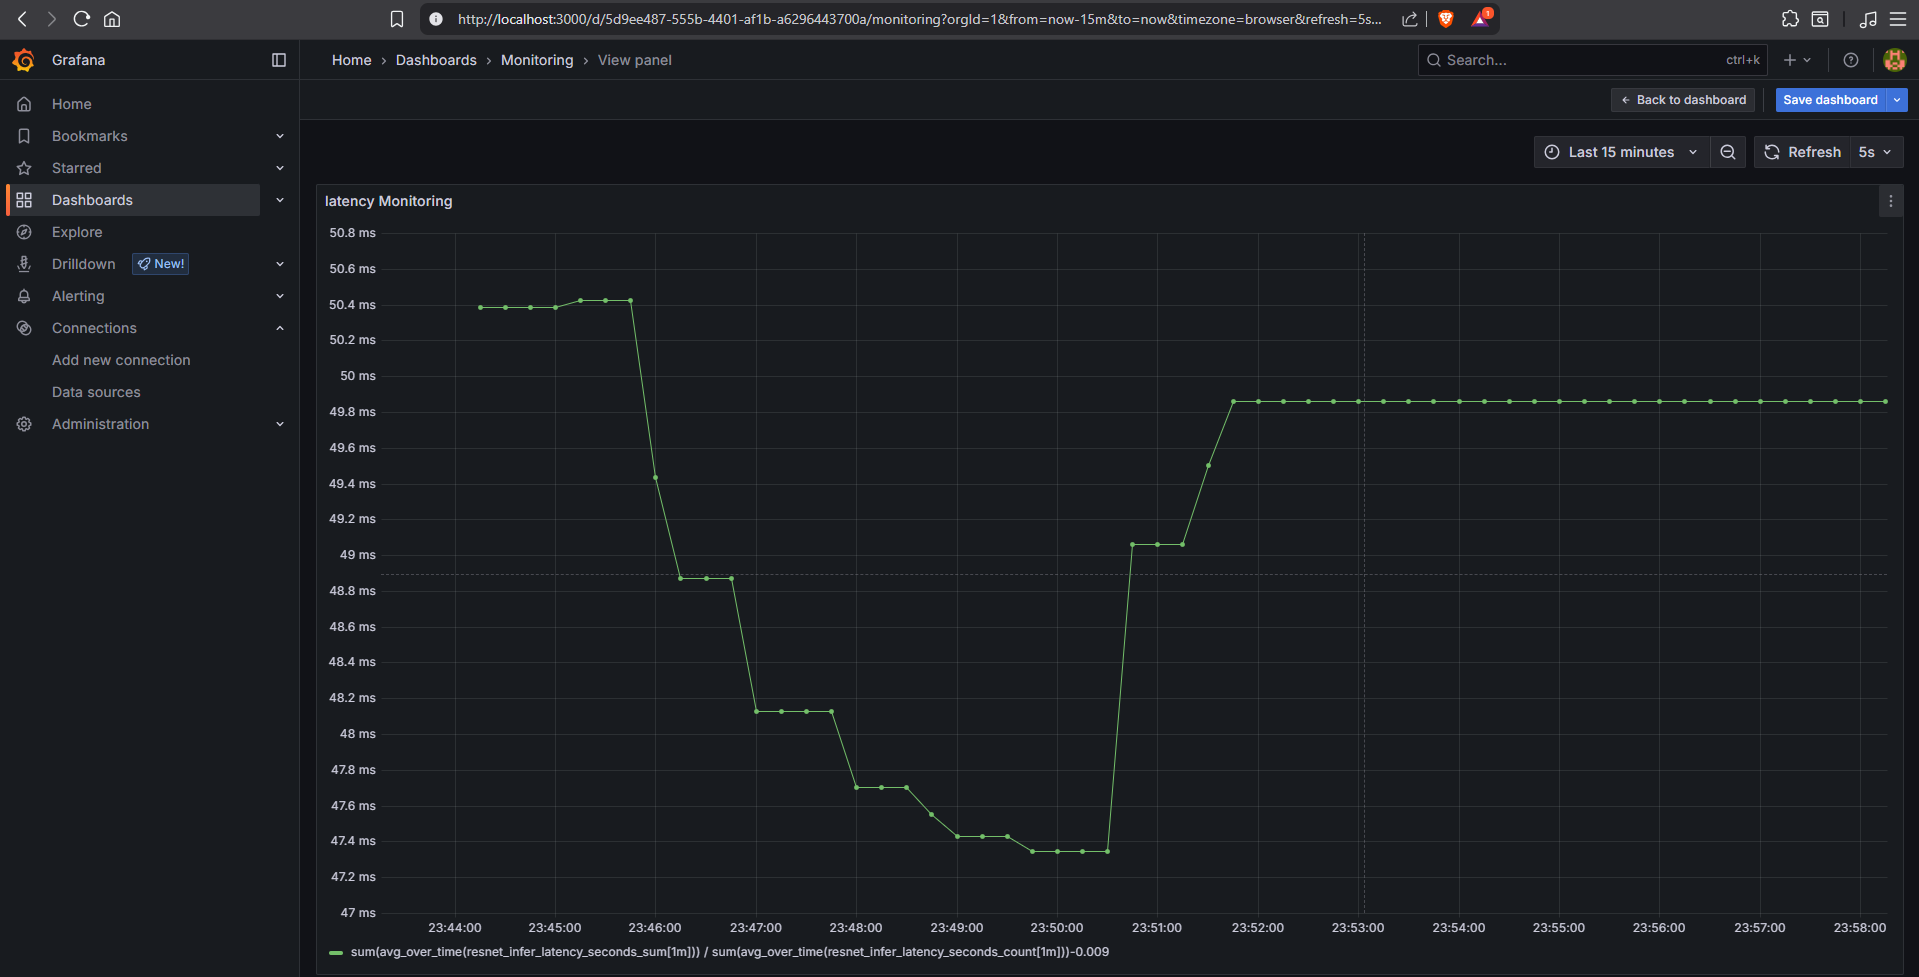 http://localhost:3000/d/5d9ee487-555b-4401-af1b-a6296443700a/monitoring?orgId=1&from=now-15m&to=now&timezone=browser&refresh=5s...
1
Grafana
Home › Dashboards › Monitoring › View panel
Search...
ctrl+k
Back to dashboard
Save dashboard
Home
Bookmarks
Starred
Dashboards
Explore
Drilldown
New!
Alerting
Connections
Add new connection
Data sources
Administration
Last 15 minutes
Refresh
5s
latency Monitoring
50.8 ms
50.6 ms
50.4 ms
50.2 ms
50 ms
49.8 ms
49.6 ms
49.4 ms
49.2 ms
49 ms
48.8 ms
48.6 ms
48.4 ms
48.2 ms
48 ms
47.8 ms
47.6 ms
47.4 ms
47.2 ms
47 ms
23:44:00 23:45:00 23:46:00 23:47:00 23:48:00 23:49:00 23:50:00 23:51:00 23:52:00 23:53:00 23:54:00 23:55:00 23:56:00 23:57:00 23:58:00
sum(avg_over_time(resnet_infer_latency_seconds_sum[1m])) / sum(avg_over_time(resnet_infer_latency_seconds_count[1m]))-0.009